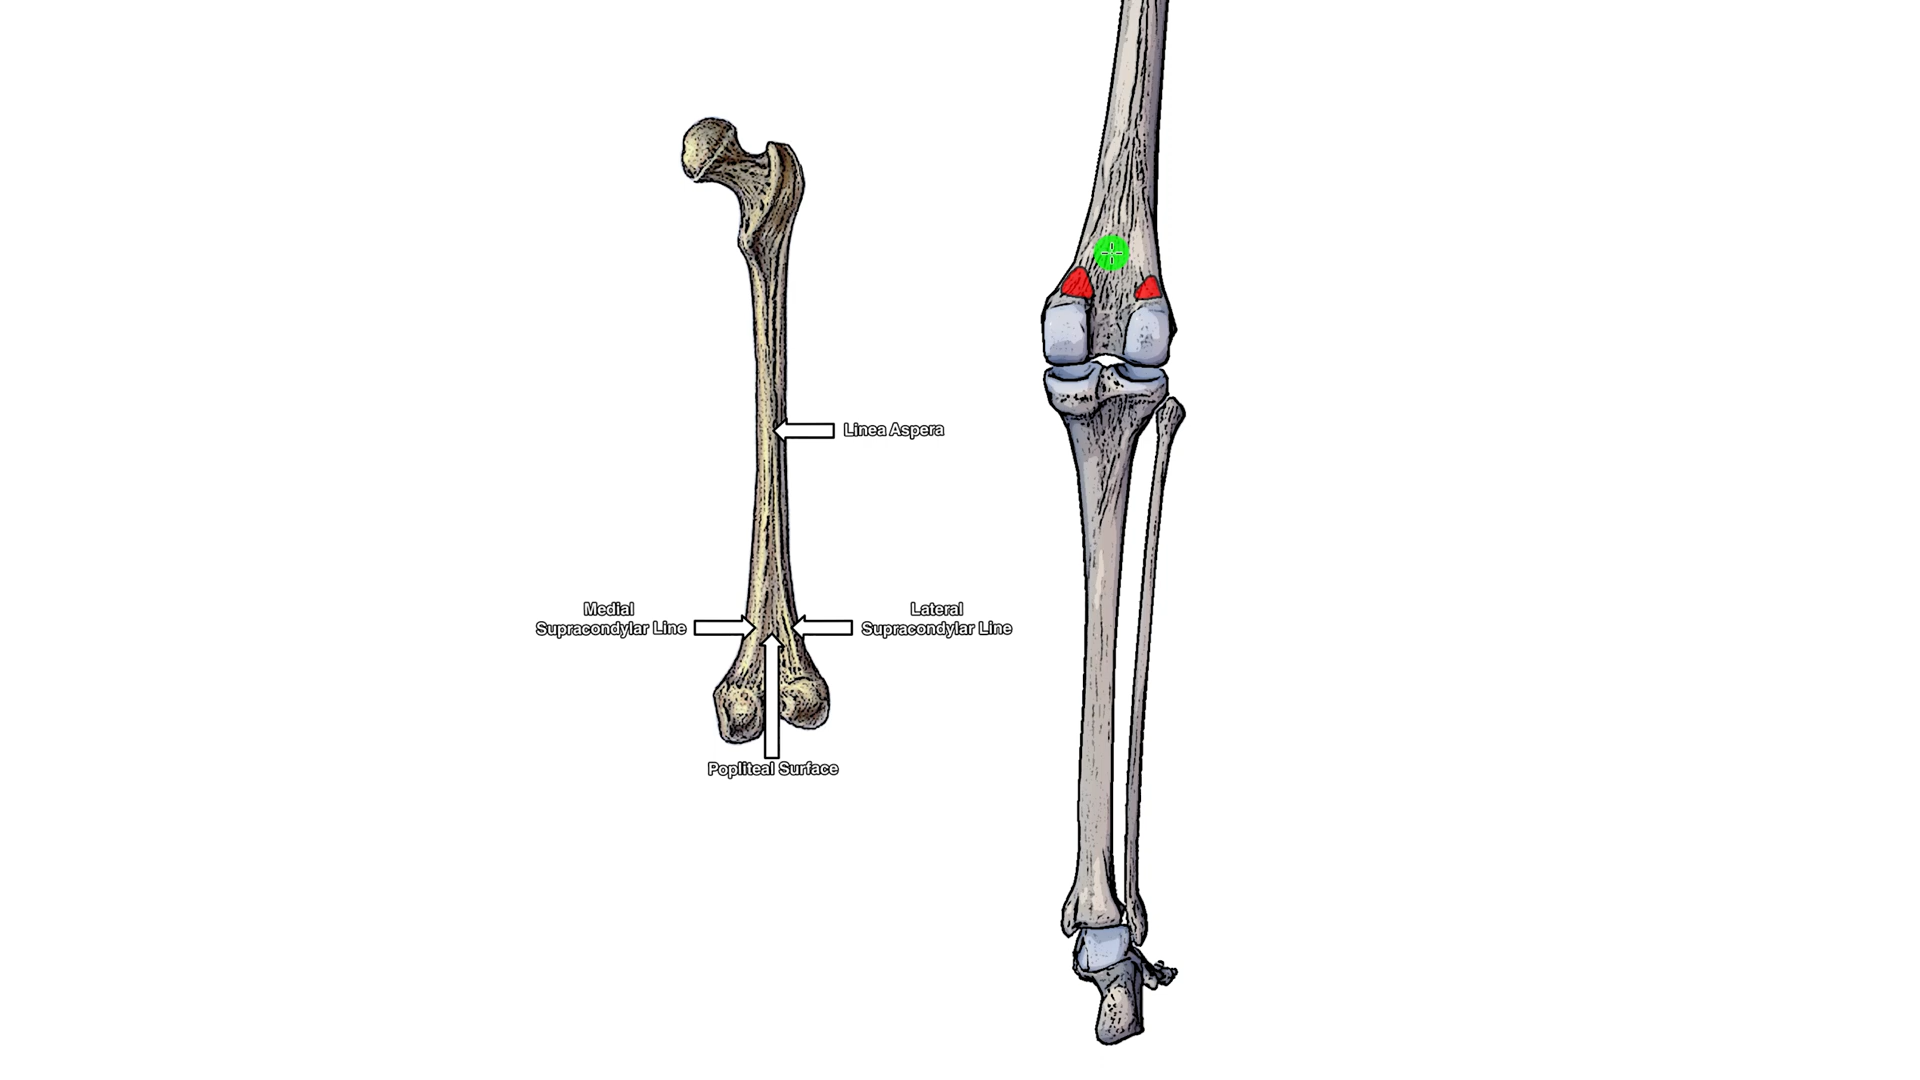 Linea Aspera
Medial
Supracondylar Line
Lateral
Supracondylar Line
Popliteal Surface